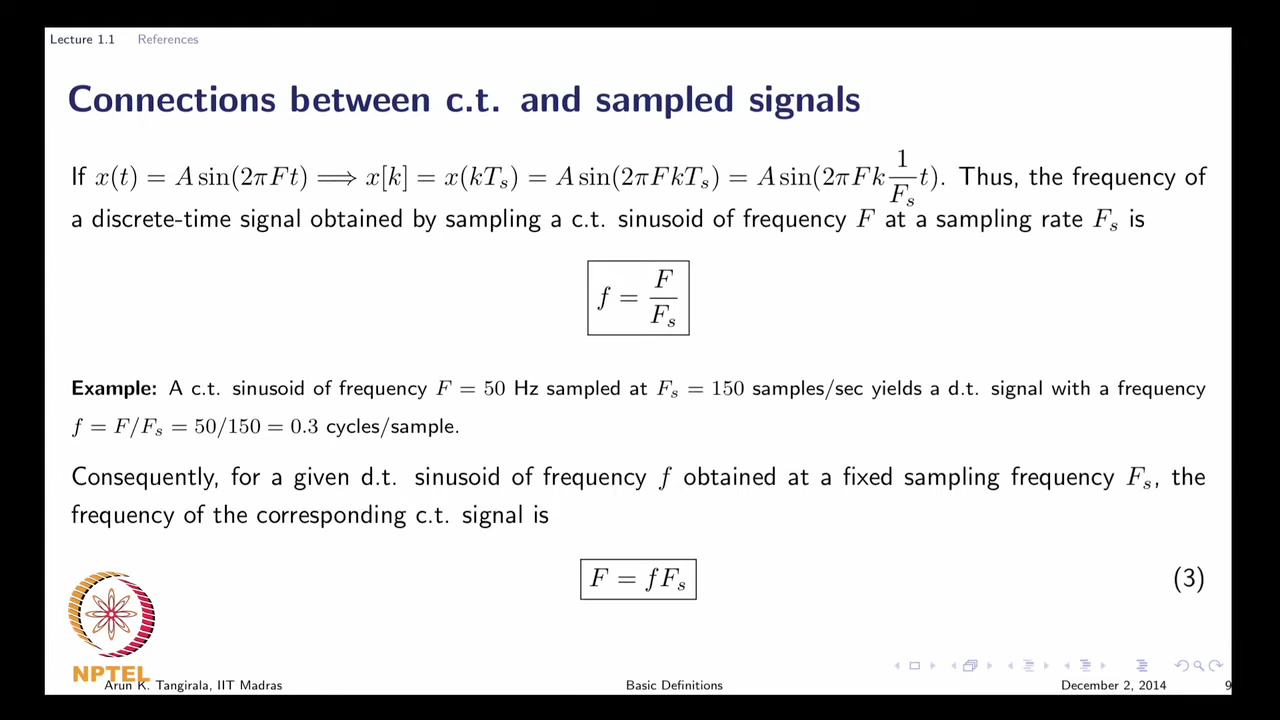 Lecture 1.1 References
Connections between c.t. and sampled signals
If x(t) = A sin(2πFt) ⟹ x[k] = x(kT_s) = A sin(2πFkT_s) = A sin(2πFk \frac{1}{F_s} t). Thus, the frequency of
a discrete-time signal obtained by sampling a c.t. sinusoid of frequency F at a sampling rate F_s is
f = \frac{F}{F_s}
Example: A c.t. sinusoid of frequency F = 50 Hz sampled at F_s = 150 samples/sec yields a d.t. signal with a frequency
f = F/F_s = 50/150 = 0.3 cycles/sample.
Consequently, for a given d.t. sinusoid of frequency f obtained at a fixed sampling frequency F_s, the
frequency of the corresponding c.t. signal is
F = fF_s (3)
NPTEL
Arun K. Tangirala, IIT Madras Basic Definitions December 2, 2014 9